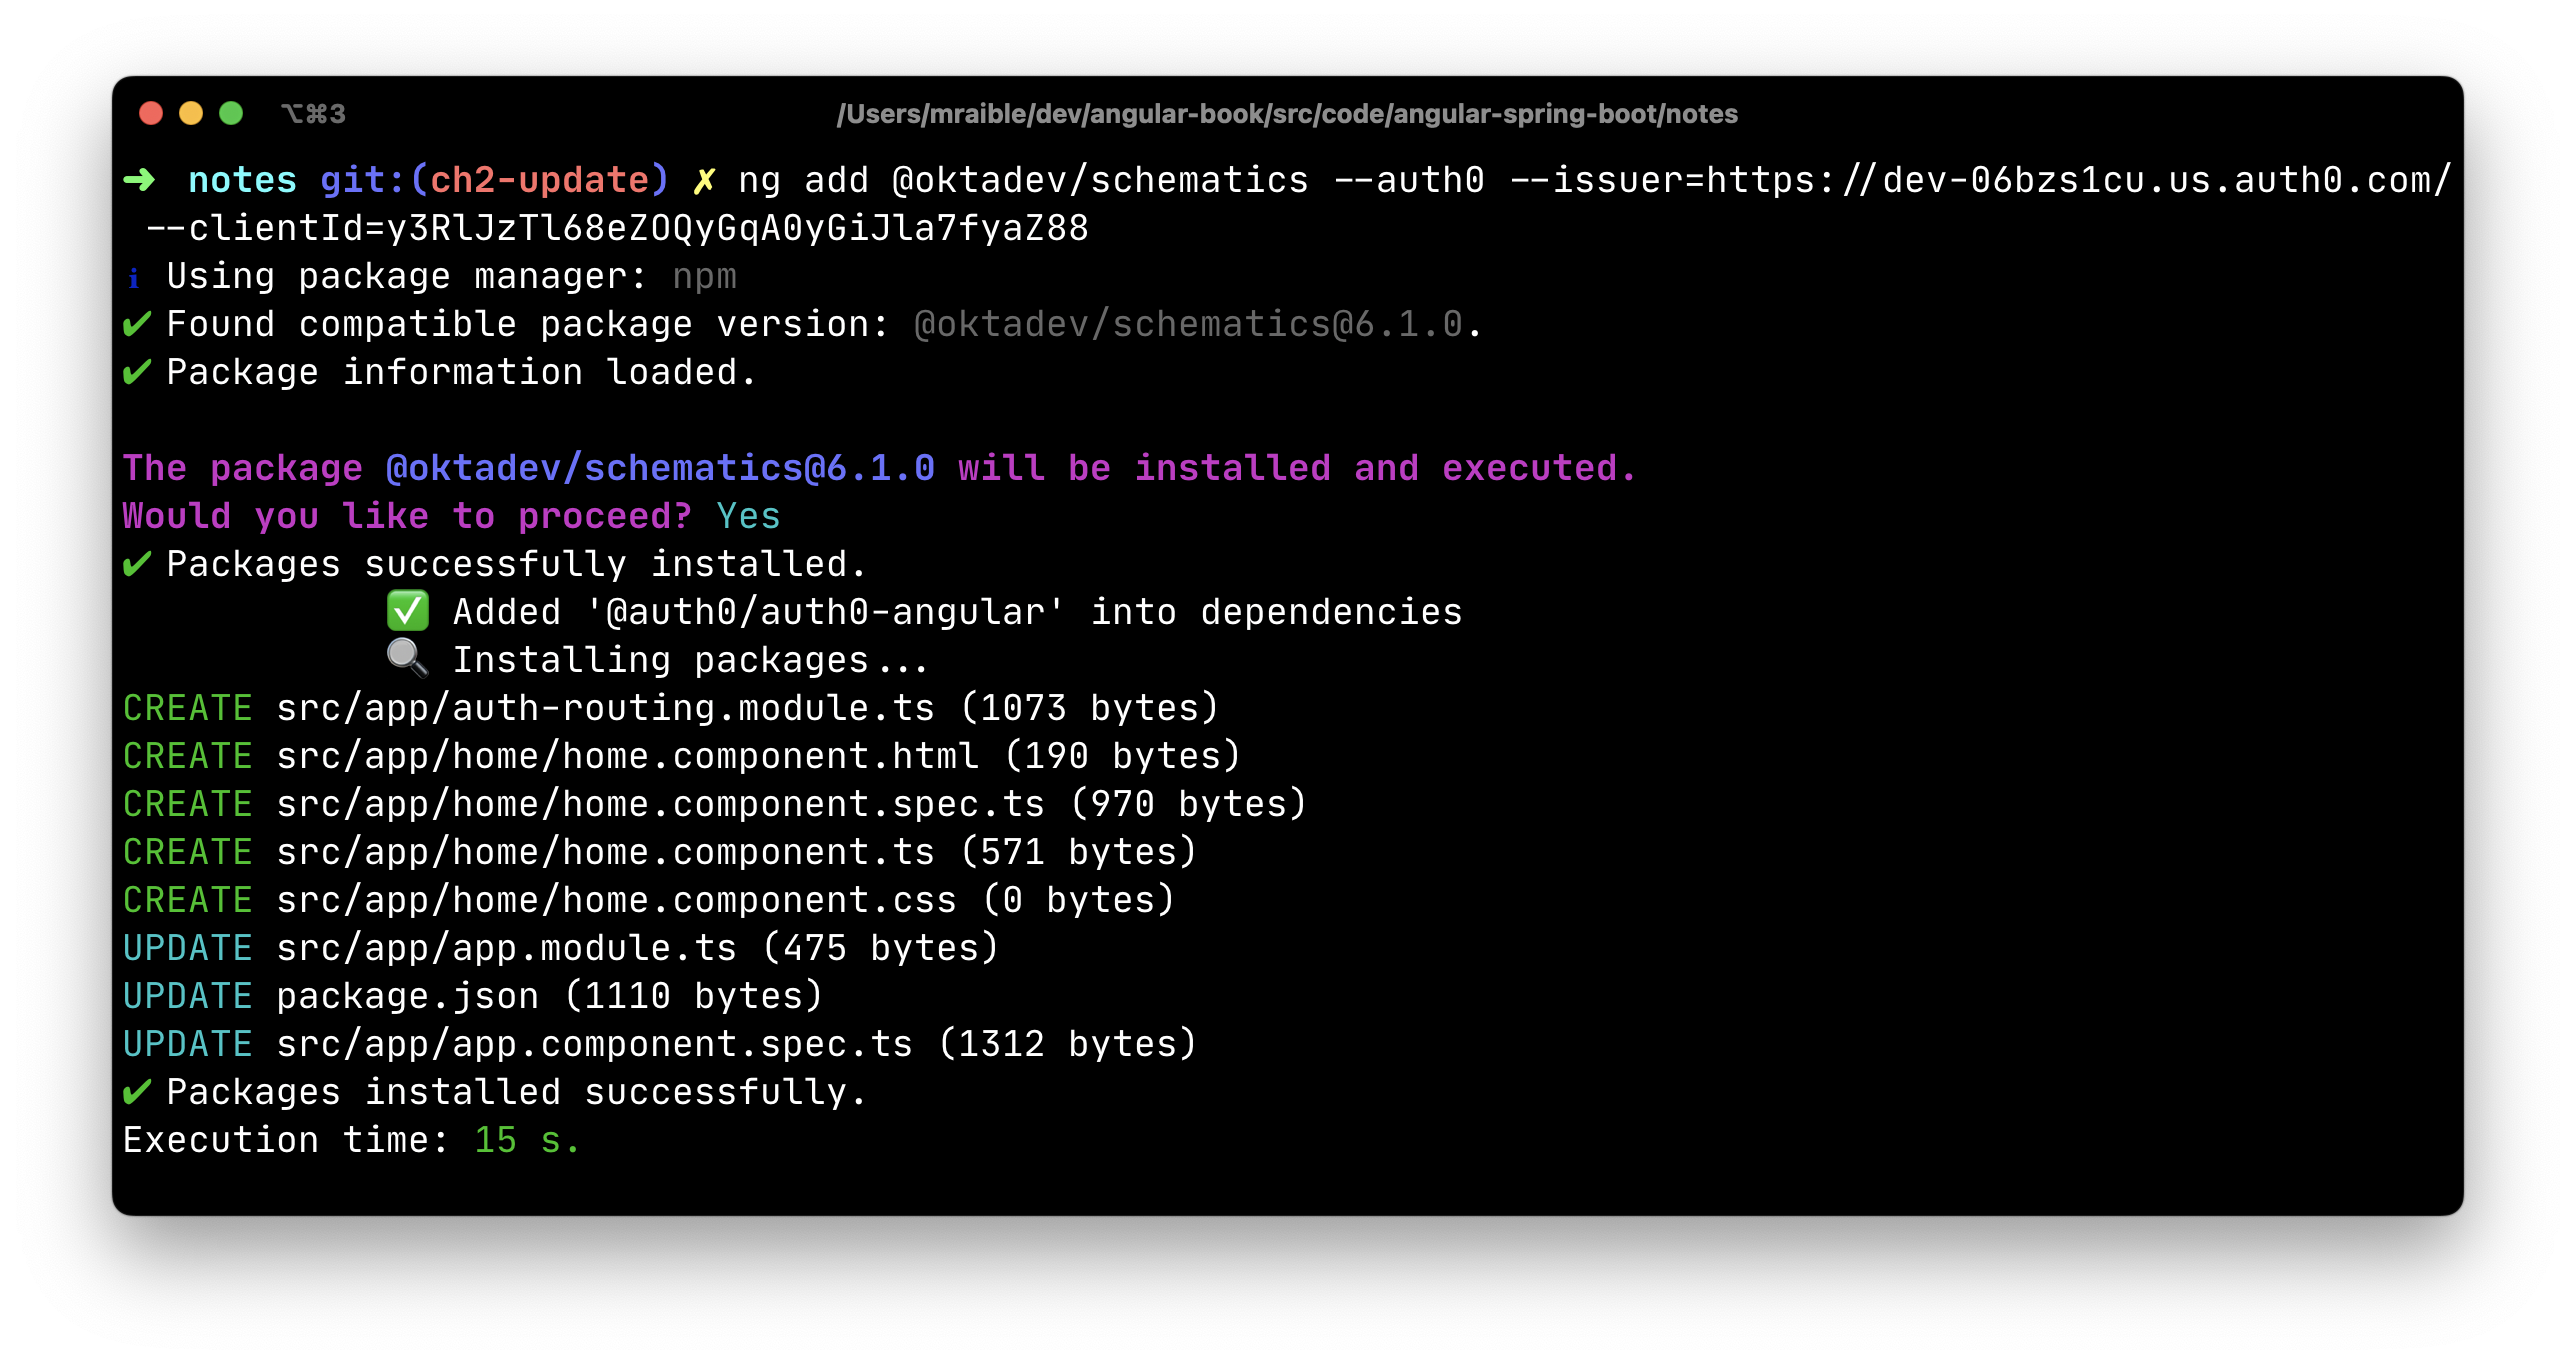 ⌥⌘3
/Users/mraible/dev/angular-book/src/code/angular-spring-boot/notes
➜ notes git:(ch2-update) ✗ ng add @oktadev/schematics --auth0 --issuer=https://dev-06bzs1cu.us.auth0.com/
--clientId=y3RlJzTl68eZOQyGqA0yGiJla7fyaZ88
ℹ Using package manager: npm
✔ Found compatible package version: @oktadev/schematics@6.1.0.
✔ Package information loaded.
The package @oktadev/schematics@6.1.0 will be installed and executed.
Would you like to proceed? Yes
✔ Packages successfully installed.
✅ Added '@auth0/auth0-angular' into dependencies
🔍 Installing packages...
CREATE src/app/auth-routing.module.ts (1073 bytes)
CREATE src/app/home/home.component.html (190 bytes)
CREATE src/app/home/home.component.spec.ts (970 bytes)
CREATE src/app/home/home.component.ts (571 bytes)
CREATE src/app/home/home.component.css (0 bytes)
UPDATE src/app/app.module.ts (475 bytes)
UPDATE package.json (1110 bytes)
UPDATE src/app/app.component.spec.ts (1312 bytes)
✔ Packages installed successfully.
Execution time: 15 s.